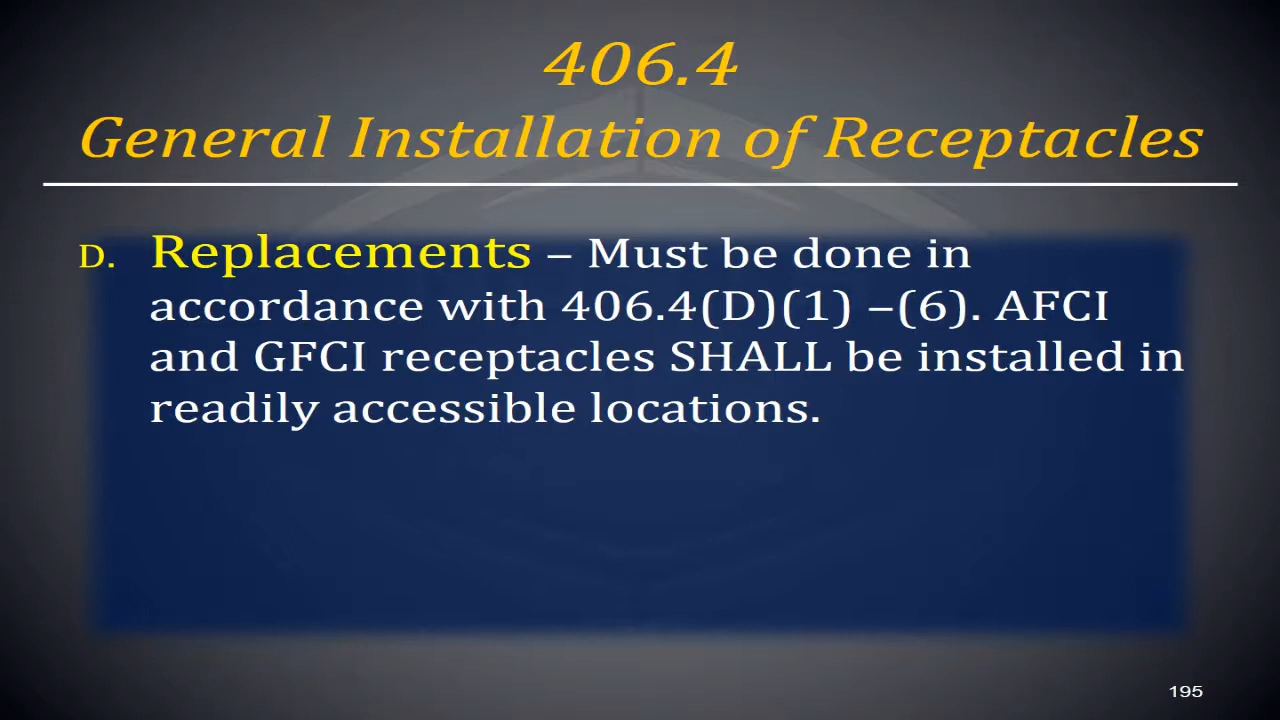 406.4
General Installation of Receptacles
D. Replacements – Must be done in
accordance with 406.4(D)(1) –(6). AFCI
and GFCI receptacles SHALL be installed in
readily accessible locations.
195